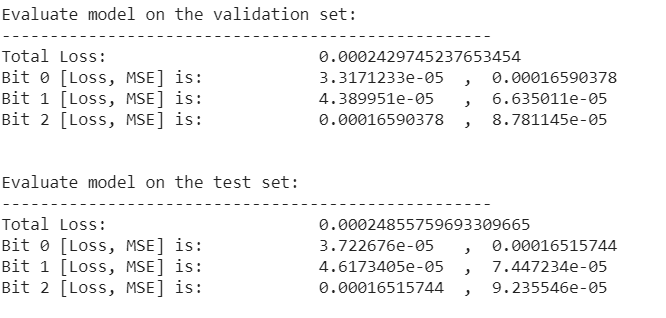 Evaluate model on the validation set:
---------------------------------------------------
Total Loss: 0.0002429745237653454
Bit 0 [Loss, MSE] is: 3.3171233e-05 , 0.00016590378
Bit 1 [Loss, MSE] is: 4.389951e-05 , 6.635011e-05
Bit 2 [Loss, MSE] is: 0.00016590378 , 8.781145e-05
Evaluate model on the test set:
---------------------------------------------------
Total Loss: 0.00024855759693309665
Bit 0 [Loss, MSE] is: 3.722676e-05 , 0.00016515744
Bit 1 [Loss, MSE] is: 4.6173405e-05 , 7.447234e-05
Bit 2 [Loss, MSE] is: 0.00016515744 , 9.235546e-05